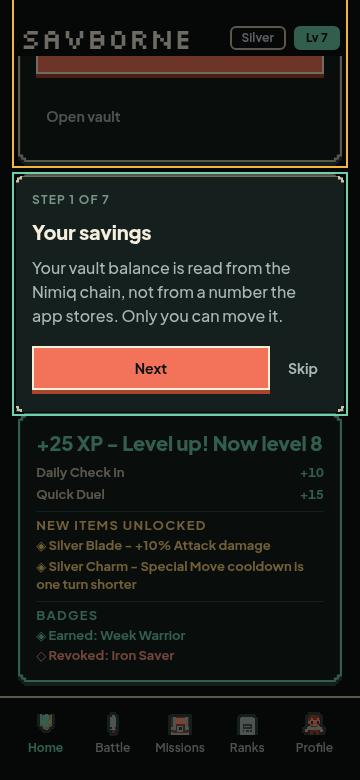 SAVBORNE
Silver
Lv 7
Open vault
STEP 1 OF 7
Your savings
Your vault balance is read from the
Nimiq chain, not from a number the
app stores. Only you can move it.
Next
Skip
+25 XP – Level up! Now level 8
Daily Check In +10
Quick Duel +15
NEW ITEMS UNLOCKED
◈ Silver Blade – +10% Attack damage
◈ Silver Charm – Special Move cooldown is
one turn shorter
BADGES
◈ Earned: Week Warrior
◇ Revoked: Iron Saver
Home
Battle
Missions
Ranks
Profile